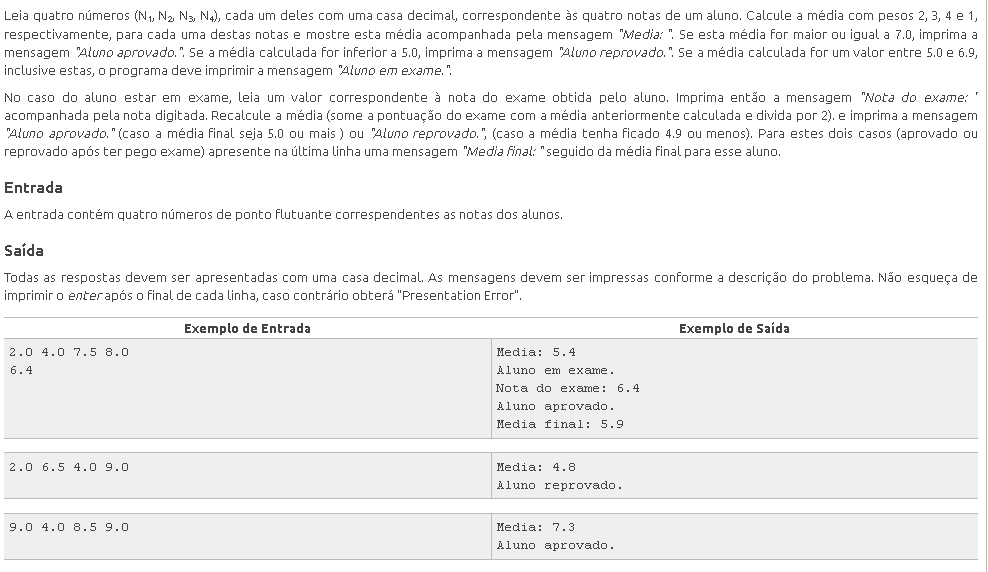 Leia quatro números (N₁, N₂, N₃, N₄), cada um deles com uma casa decimal, correspondente às quatro notas de um aluno. Calcule a média com pesos 2, 3, 4 e 1,
respectivamente, para cada uma destas notas e mostre esta média acompanhada pela mensagem "Media: ". Se esta média for maior ou igual a 7.0, imprima a
mensagem "Aluno aprovado.". Se a média calculada for inferior a 5.0, imprima a mensagem "Aluno reprovado.". Se a média calculada for um valor entre 5.0 e 6.9,
inclusive estas, o programa deve imprimir a mensagem "Aluno em exame.".
No caso do aluno estar em exame, leia um valor correspondente à nota do exame obtida pelo aluno. Imprima então a mensagem "Nota do exame: "
acompanhada pela nota digitada. Recalcule a média (some a pontuação do exame com a média anteriormente calculada e divida por 2). e imprima a mensagem
"Aluno aprovado." (caso a média final seja 5.0 ou mais ) ou "Aluno reprovado.", (caso a média tenha ficado 4.9 ou menos). Para estes dois casos (aprovado ou
reprovado após ter pego exame) apresente na última linha uma mensagem "Media final: " seguido da média final para esse aluno.
Entrada
A entrada contém quatro números de ponto flutuante correspendentes as notas dos alunos.
Saída
Todas as respostas devem ser apresentadas com uma casa decimal. As mensagens devem ser impressas conforme a descrição do problema. Não esqueça de
imprimir o enter após o final de cada linha, caso contrário obterá "Presentation Error".
Exemplo de Entrada Exemplo de Saída
2.0 4.0 7.5 8.0
6.4
Media: 5.4
Aluno em exame.
Nota do exame: 6.4
Aluno aprovado.
Media final: 5.9
2.0 6.5 4.0 9.0
Media: 4.8
Aluno reprovado.
9.0 4.0 8.5 9.0
Media: 7.3
Aluno aprovado.